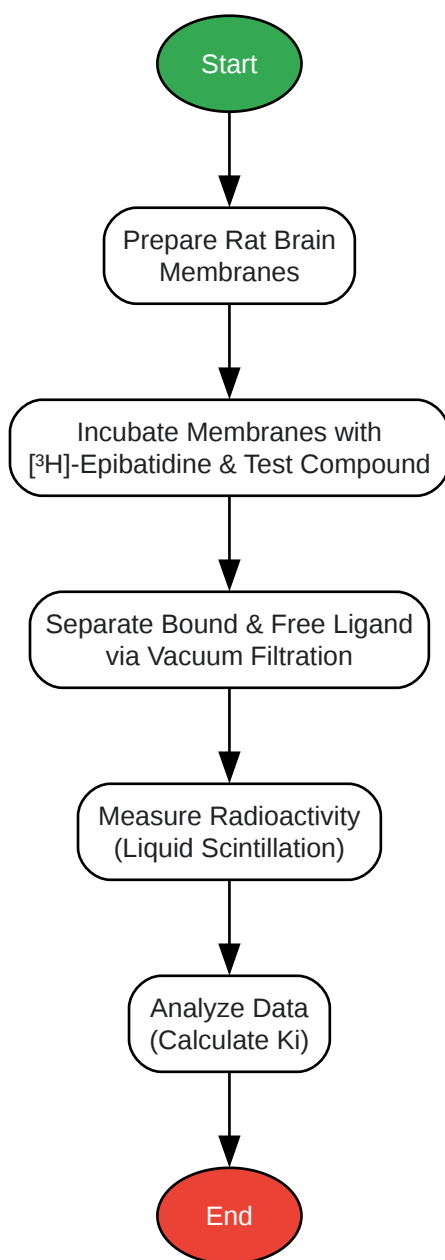 Start
Prepare Rat Brain
Membranes
Incubate Membranes with
[³H]-Epibatidine & Test Compound
Separate Bound & Free Ligand
via Vacuum Filtration
Measure Radioactivity
(Liquid Scintillation)
Analyze Data
(Calculate Ki)
End